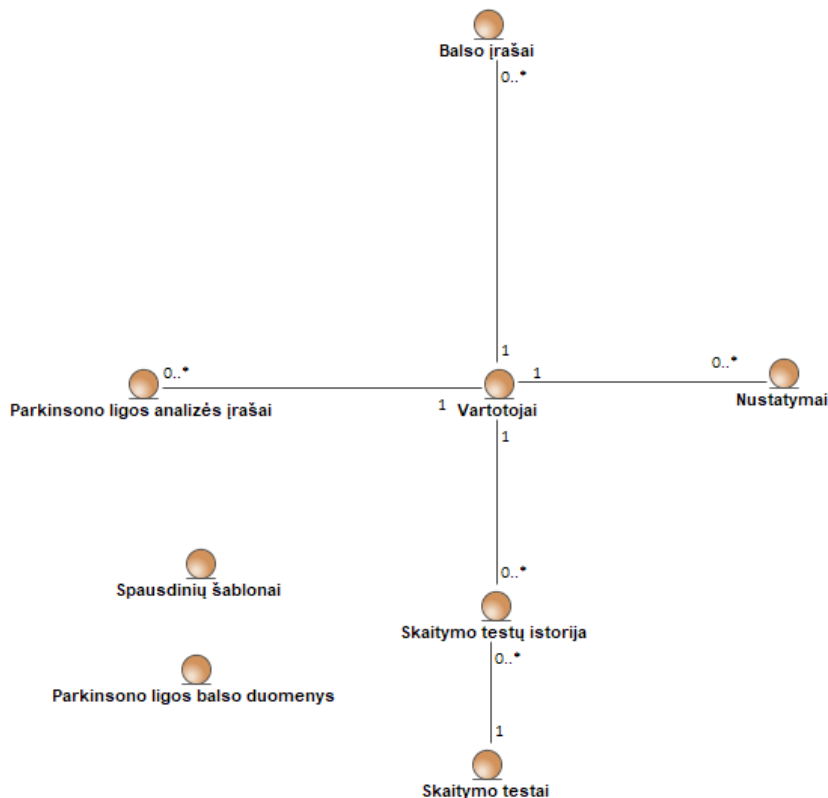 Balso įrašai
0..*
1
0..*
1
0..*
Parkinsono ligos analizės įrašai
1
Vartotojai
Nustatymai
1
0..*
Spausdinių šablonai
Skaitymo testų istorija
0..*
Parkinsono ligos balso duomenys
1
Skaitymo testai